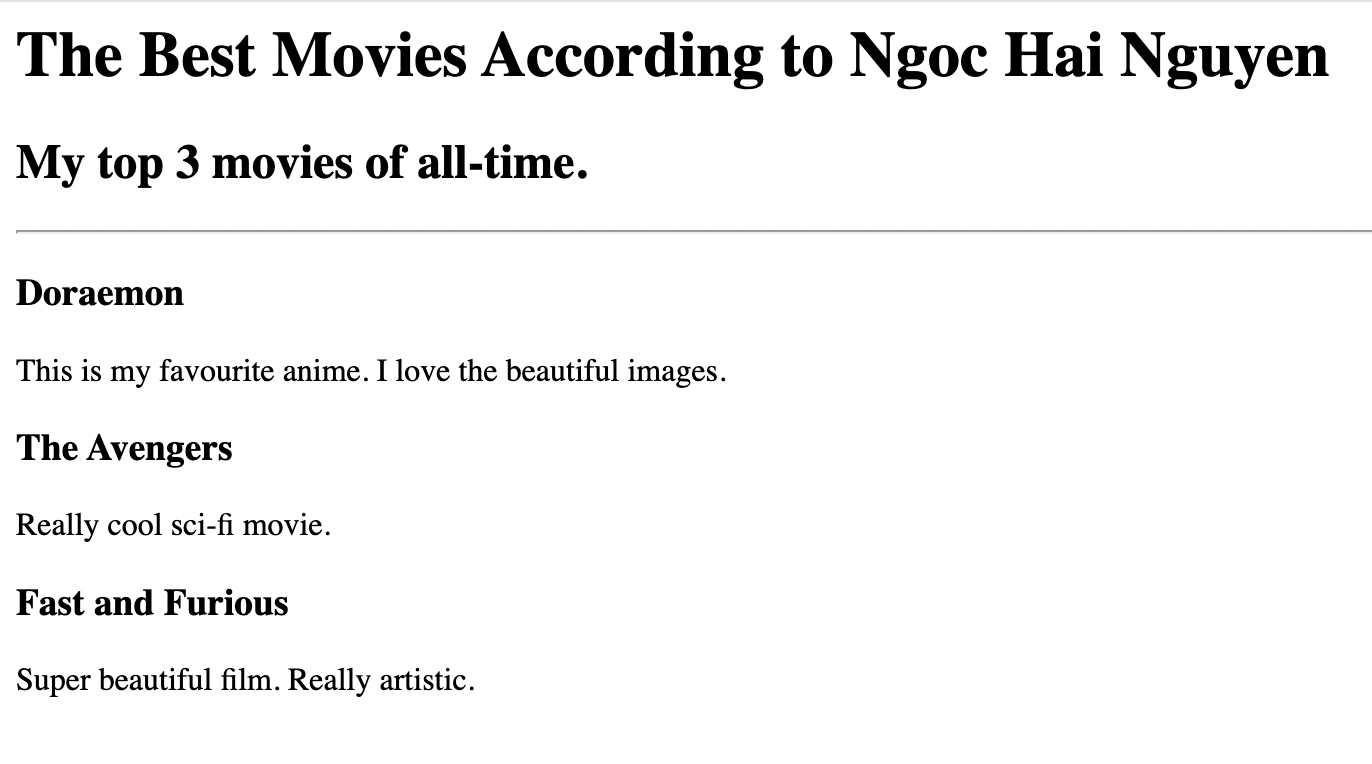 The Best Movies According to Ngoc Hai Nguyen
My top 3 movies of all-time.
Doraemon
This is my favourite anime. I love the beautiful images.
The Avengers
Really cool sci-fi movie.
Fast and Furious
Super beautiful film. Really artistic.